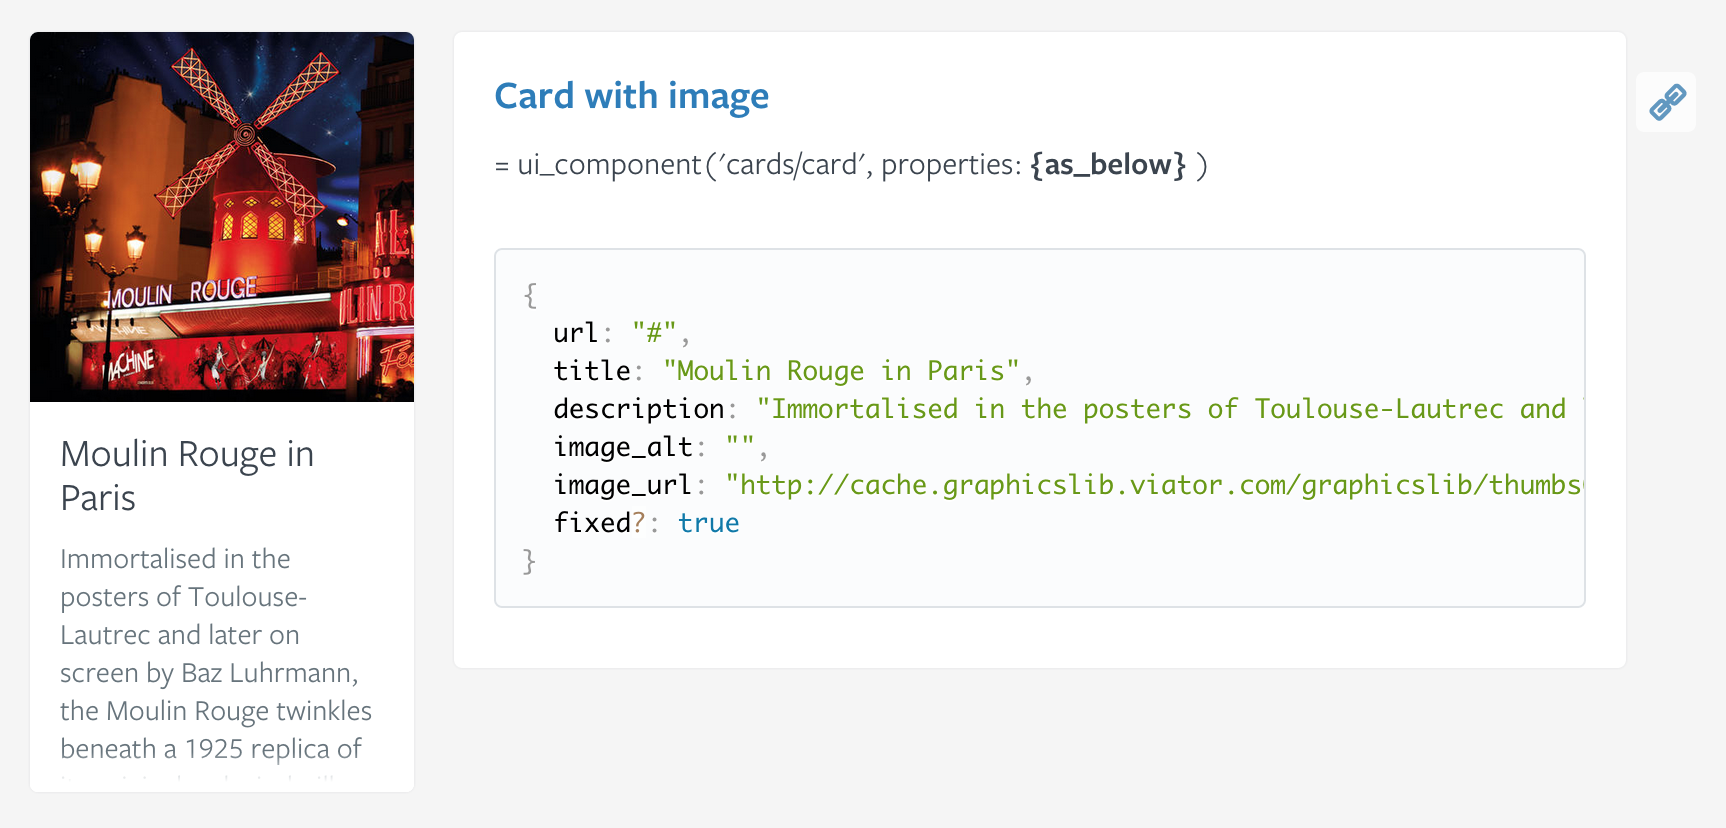 MOULIN ROUGE
MACHINE
DU
Moulin Rouge in
Paris
Immortalised in the
posters of Toulouse-
Lautrec and later on
screen by Baz Luhrmann,
the Moulin Rouge twinkles
beneath a 1925 replica of
Card with image
= ui_component('cards/card', properties: {as_below} )
{
url: "#",
title: "Moulin Rouge in Paris",
description: "Immortalised in the posters of Toulouse-Lautrec and
image_alt: "",
image_url: "http://cache.graphicslib.viator.com/graphicslib/thumbs
fixed?: true
}